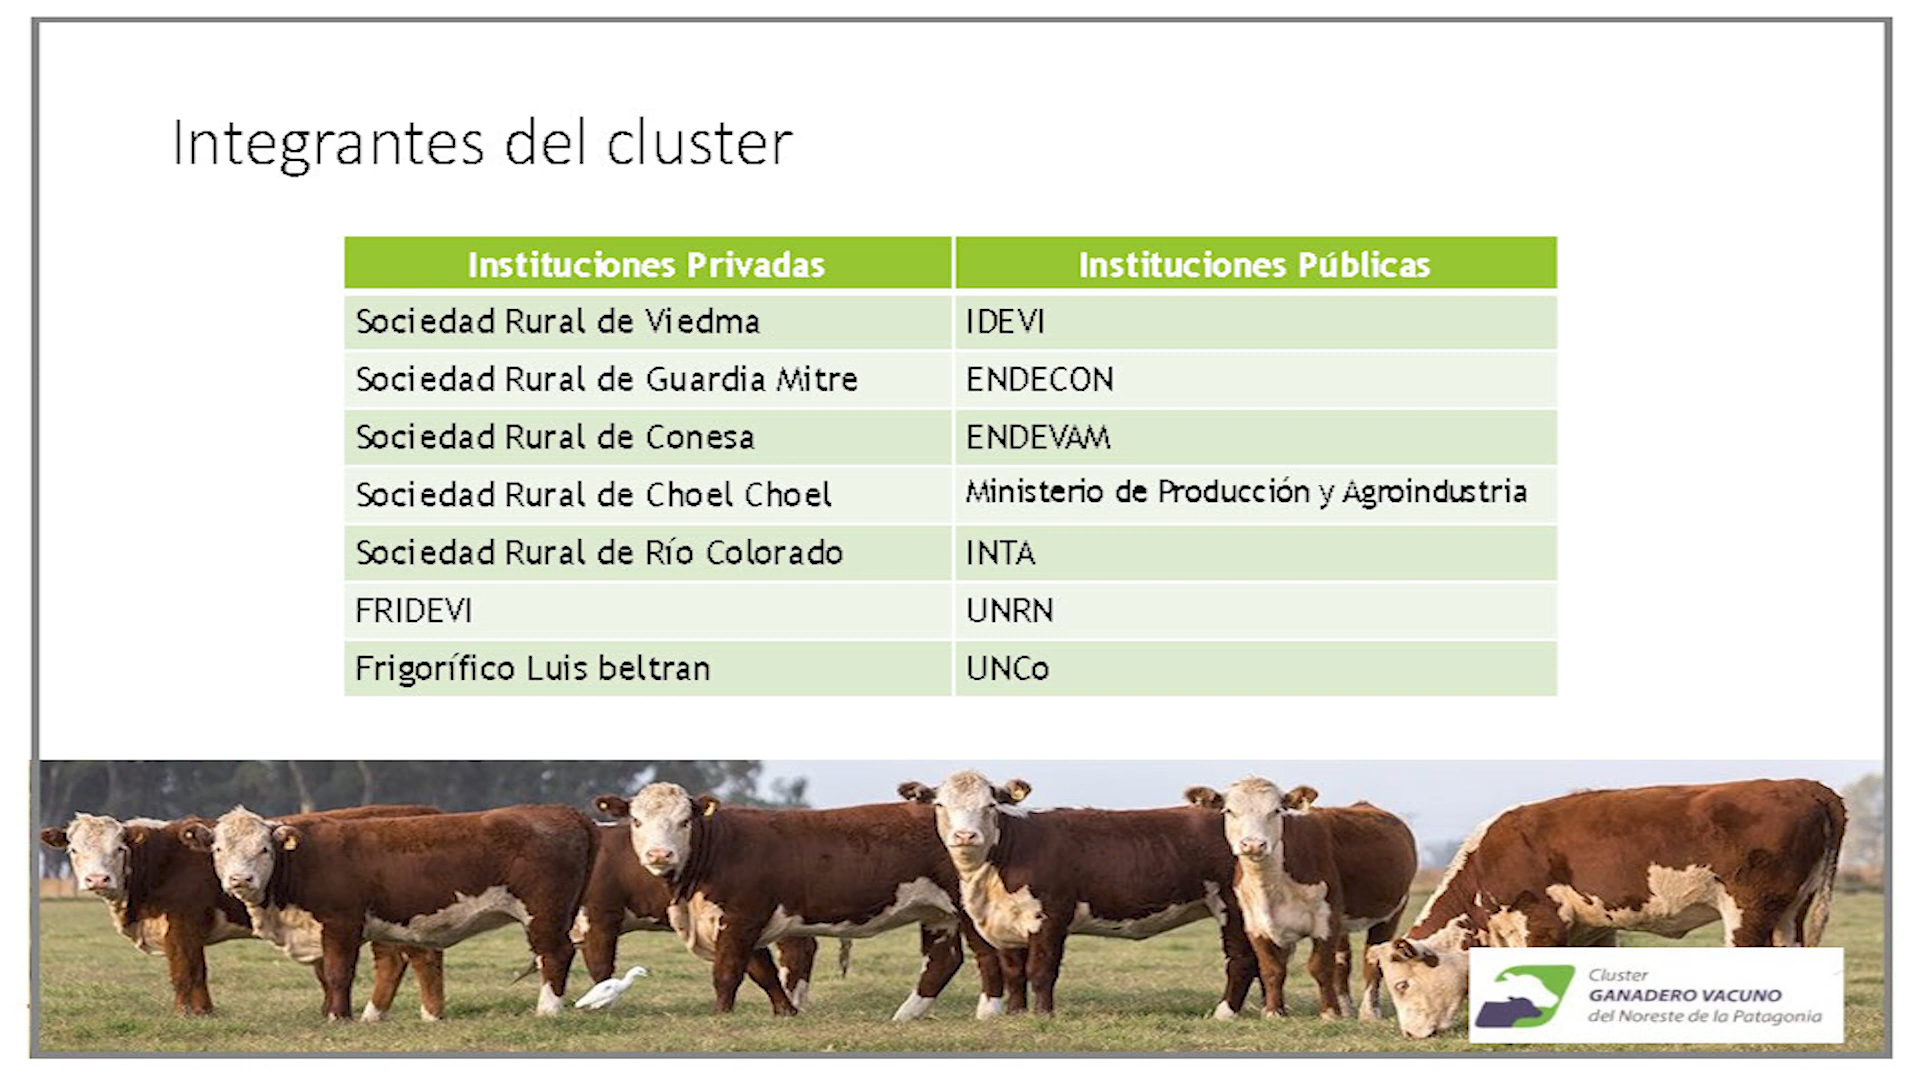 Integrantes del cluster
Instituciones Privadas Instituciones Públicas
Sociedad Rural de Viedma IDEVI
Sociedad Rural de Guardia Mitre ENDECON
Sociedad Rural de Conesa ENDEVAM
Sociedad Rural de Choel Choel Ministerio de Producción y Agroindustria
Sociedad Rural de Río Colorado INTA
FRIDEVI UNRN
Frigorífico Luis beltran UNCo
Cluster
GANADERO VACUNO
del Noreste de la Patagonia